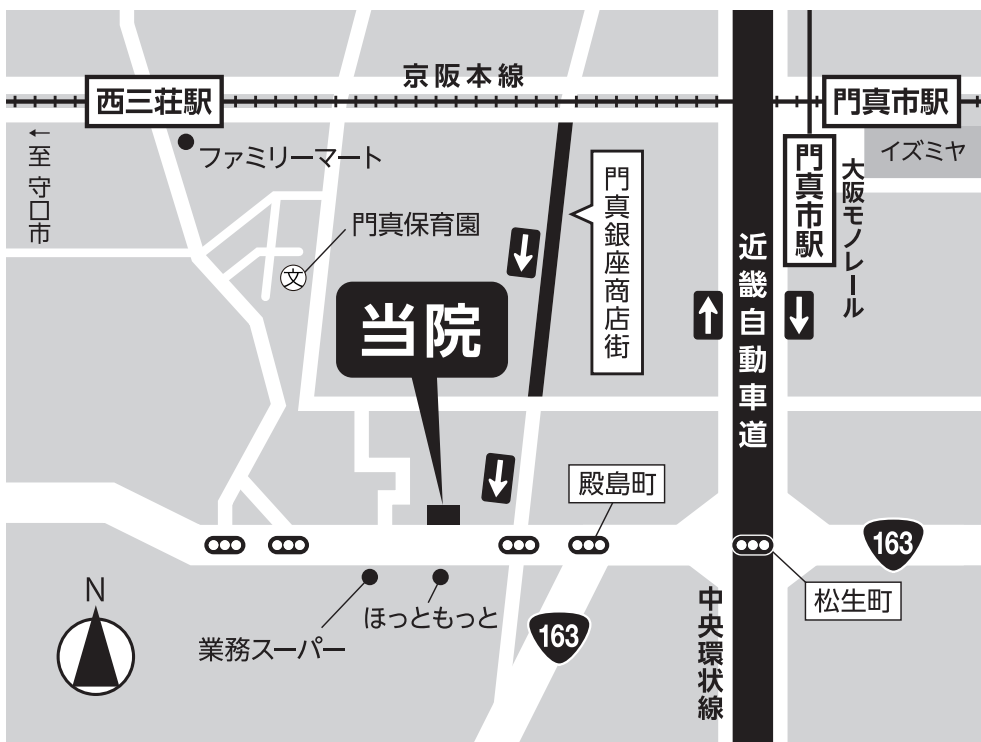 京阪本線
西三荘駅
門真市駅
←至 守口市
ファミリーマート
イズミヤ
門真市駅
大阪モノレール
門真銀座商店街
門真保育園
文
近畿自動車道
当院
殿島町
163
松生町
ほっともっと
業務スーパー
163
中央環状線
N